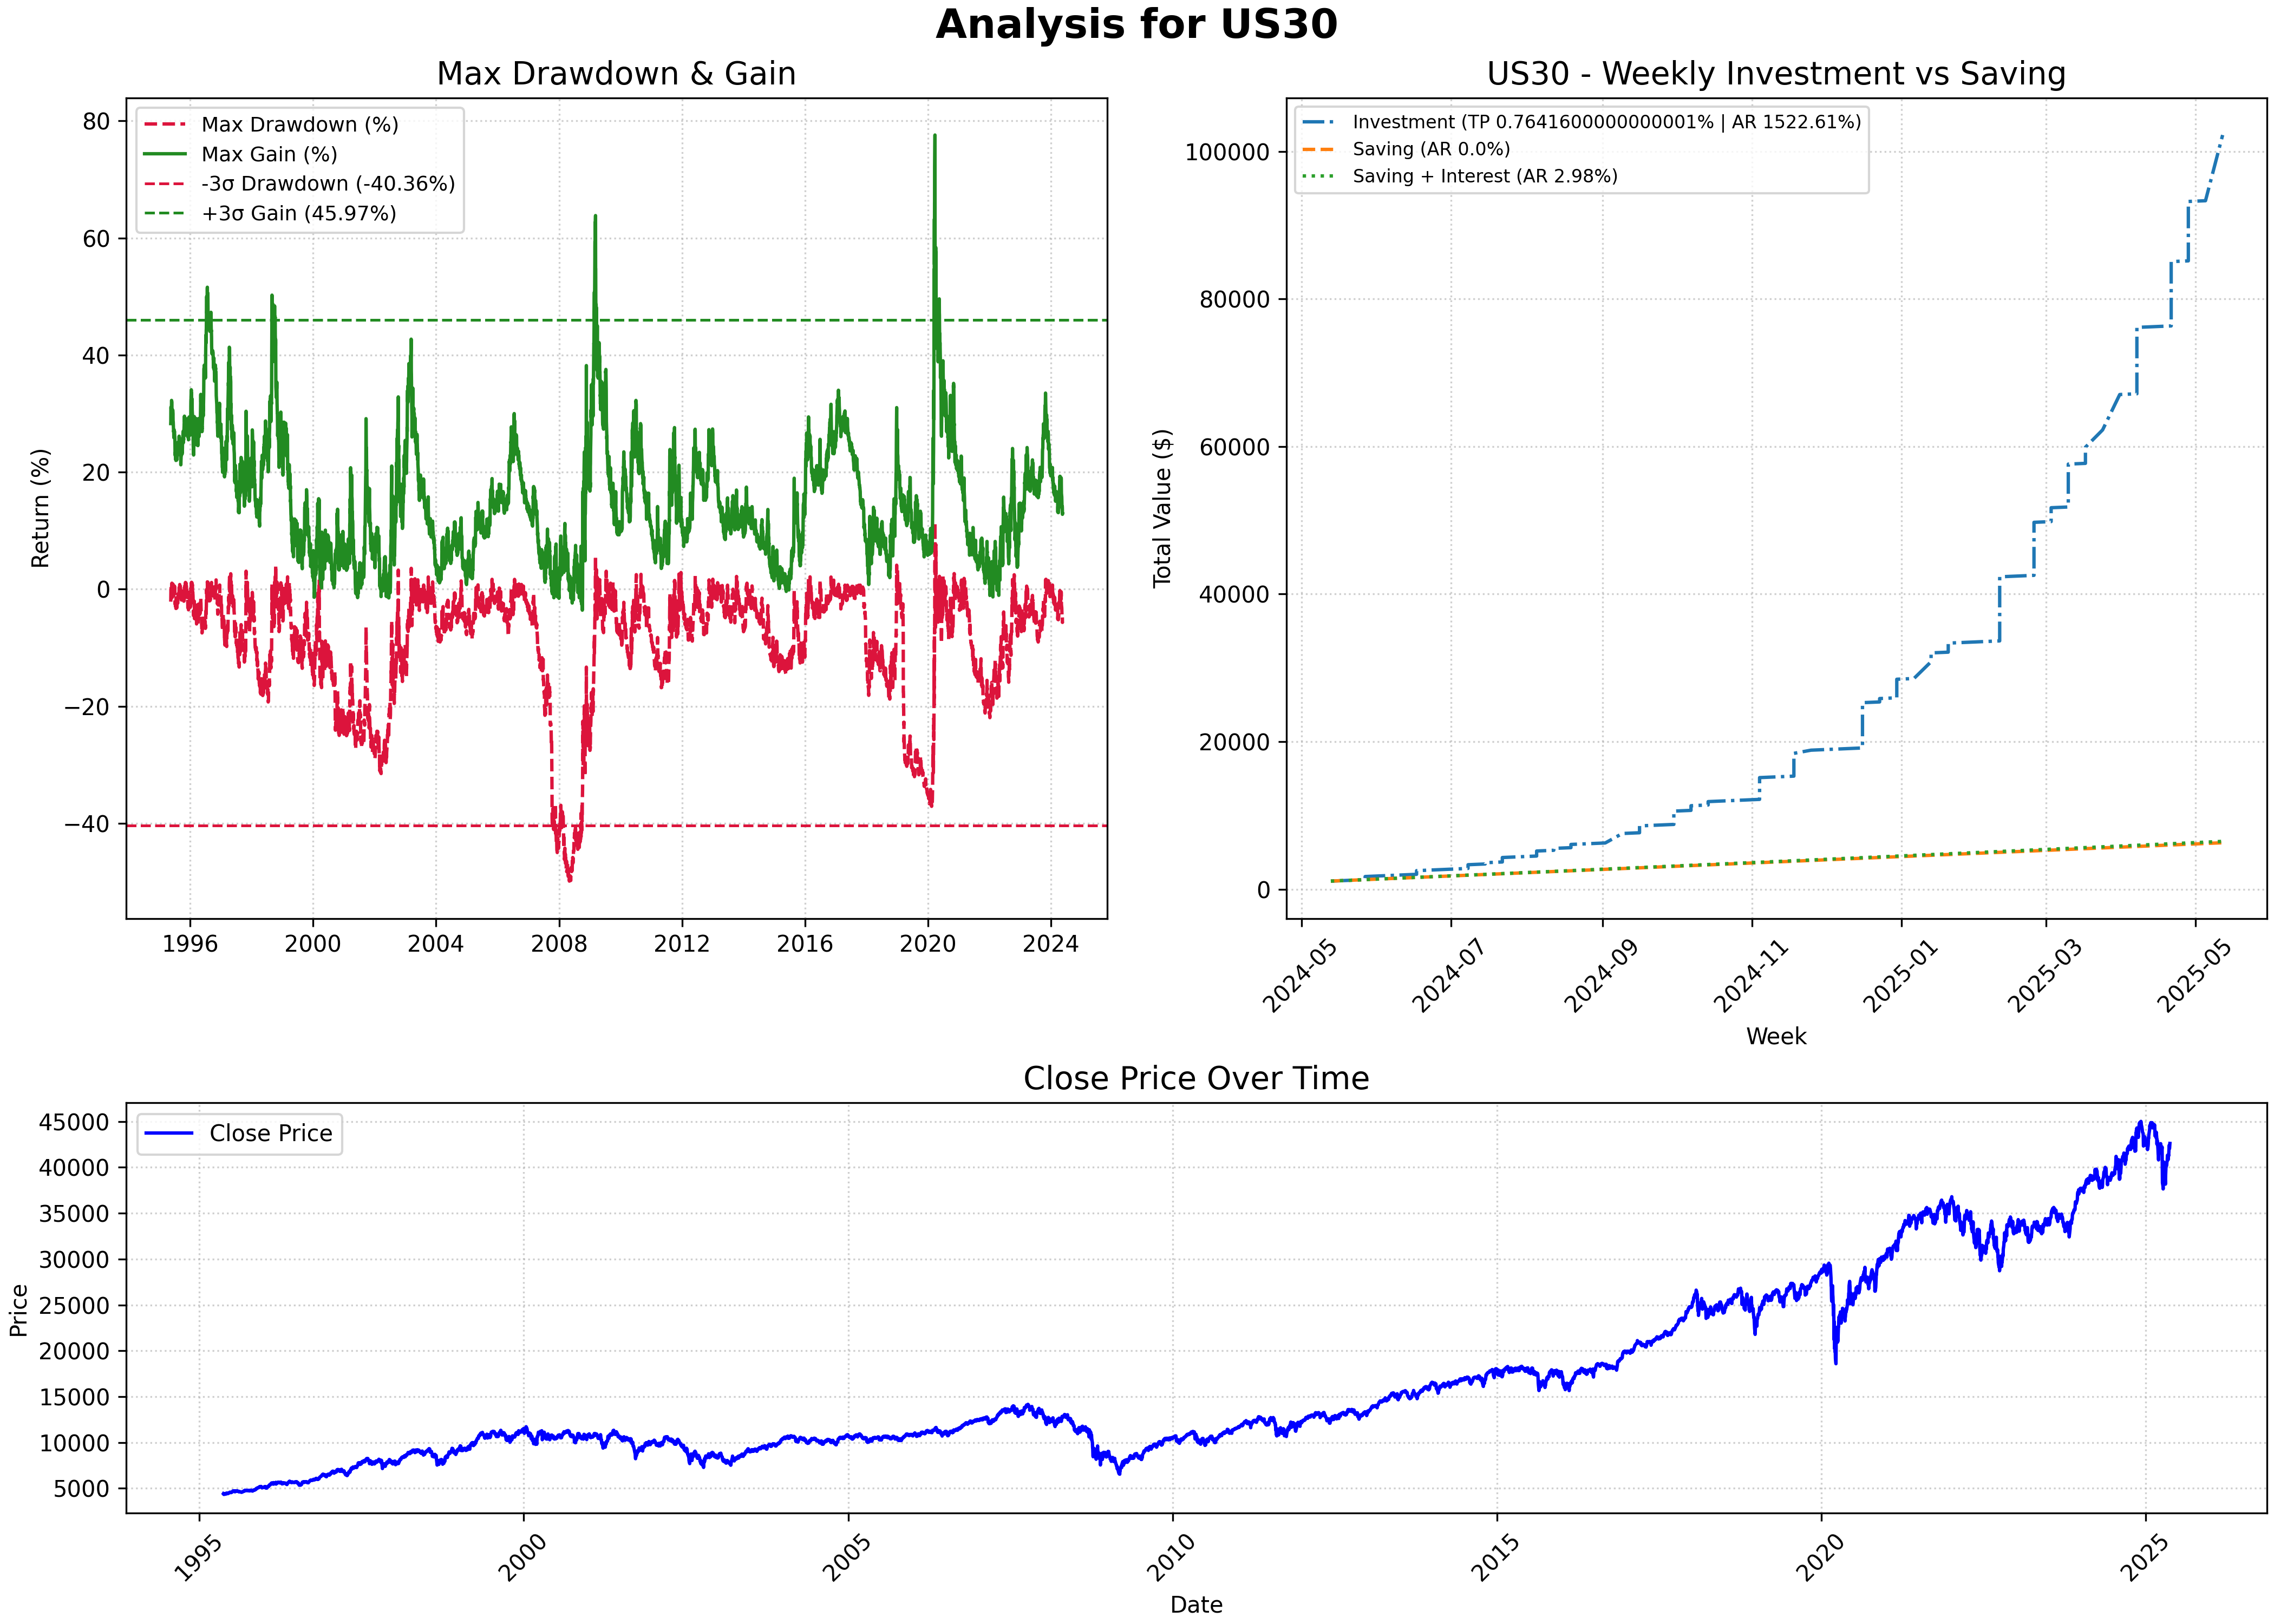 Analysis for US30
Max Drawdown & Gain
Max Drawdown (%)
Max Gain (%)
-3σ Drawdown (-40.36%)
+3σ Gain (45.97%)
Return (%)
80
60
40
20
0
−20
−40
1996
2000
2004
2008
2012
2016
2020
2024
US30 - Weekly Investment vs Saving
Investment (TP 0.7641600000000001% | AR 1522.61%)
Saving (AR 0.0%)
Saving + Interest (AR 2.98%)
Total Value ($)
100000
80000
60000
40000
20000
0
2024-05
2024-07
2024-09
2024-11
2025-01
2025-03
2025-05
Week
Close Price Over Time
Close Price
Price
45000
40000
35000
30000
25000
20000
15000
10000
5000
1995
2000
2005
2010
2015
2020
2025
Date